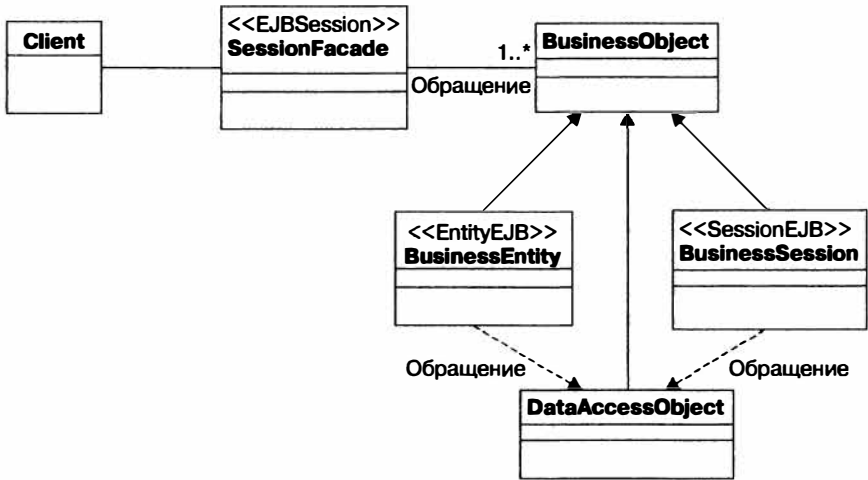 Client
<<EJBSession>>
SessionFacade
1..*
Обращение
BusinessObject
<<EntityEJB>>
BusinessEntity
<<SessionEJB>>
BusinessSession
Обращение
Обращение
DataAccessObject